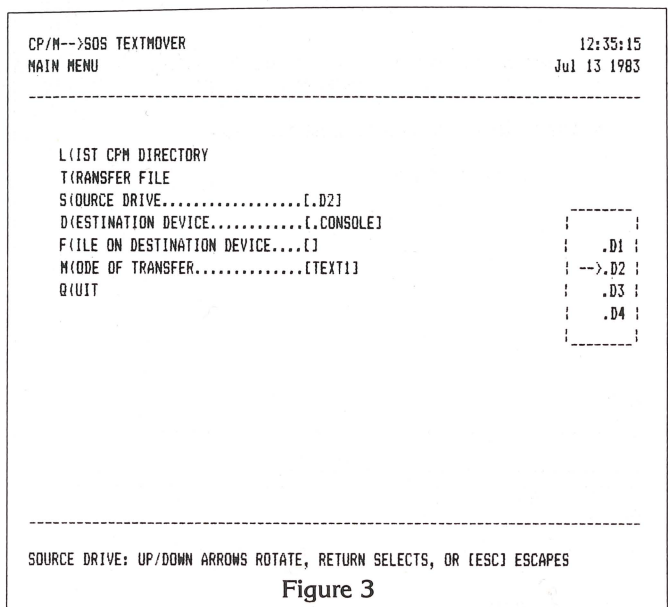 CP/M-->SOS TEXTMOVER 12:35:15
MAIN MENU Jul 13 1983
L(IST CPM DIRECTORY
T(RANSFER FILE
S(OURCE DRIVE..................[.D2]
D(ESTINATION DEVICE............[.CONSOLE]
F(ILE ON DESTINATION DEVICE....[]
M(ODE OF TRANSFER..............[TEXT1]
Q(UIT
.D1
-->.D2
.D3
.D4
SOURCE DRIVE: UP/DOWN ARROWS ROTATE, RETURN SELECTS, OR [ESC] ESCAPES
Figure 3